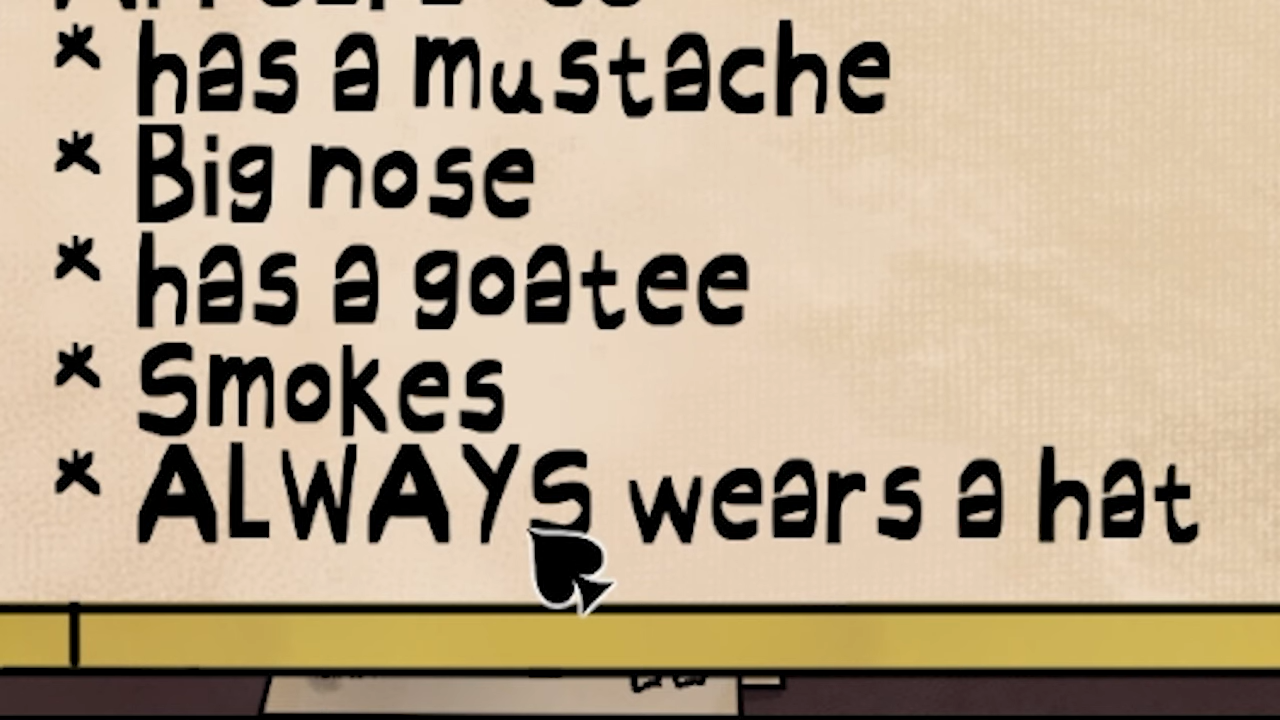 * has a mustache
* Big nose
* has a goatee
* Smokes
* ALWAYS wears a hat